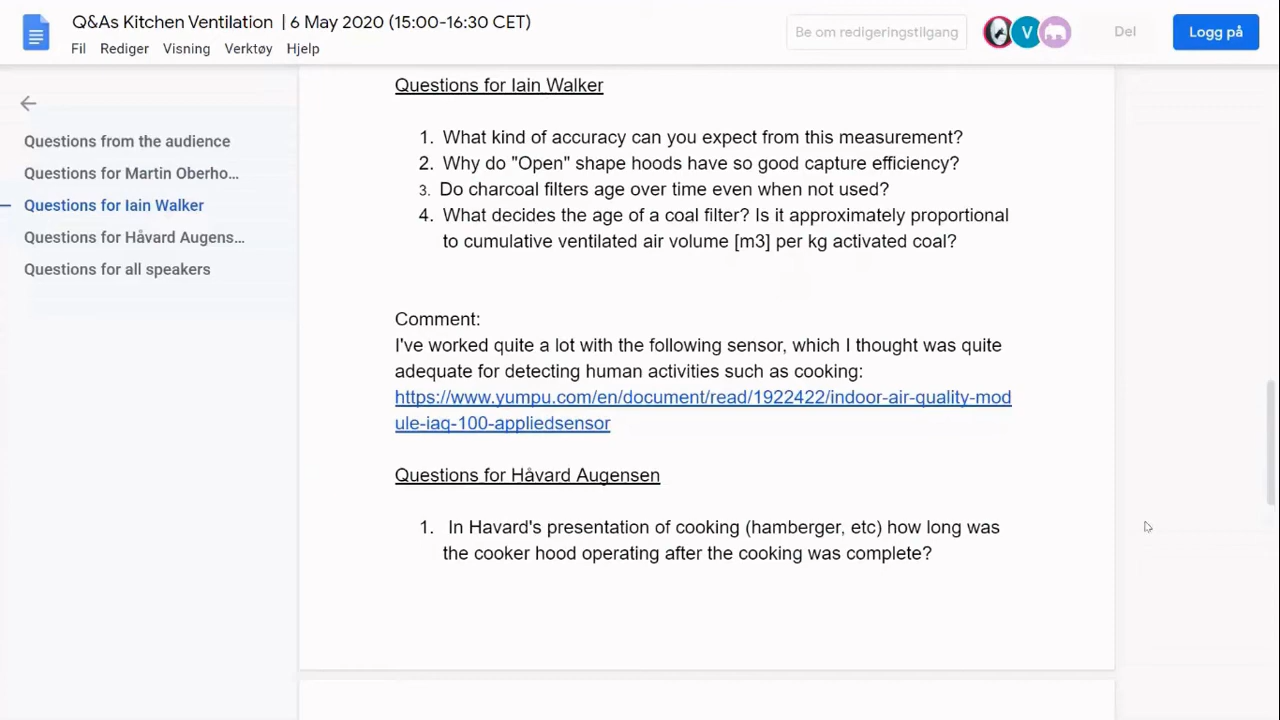 Q&As Kitchen Ventilation | 6 May 2020 (15:00-16:30 CET)
Fil Rediger Visning Verktøy Hjelp
Be om redigeringstilgang
V
Del
Logg på
Questions from the audience
Questions for Martin Oberho...
Questions for Iain Walker
Questions for Håvard Augens...
Questions for all speakers
Questions for Iain Walker
1. What kind of accuracy can you expect from this measurement?
2. Why do "Open" shape hoods have so good capture efficiency?
3. Do charcoal filters age over time even when not used?
4. What decides the age of a coal filter? Is it approximately proportional
to cumulative ventilated air volume [m3] per kg activated coal?
Comment:
I've worked quite a lot with the following sensor, which I thought was quite
adequate for detecting human activities such as cooking:
https://www.yumpu.com/en/document/read/1922422/indoor-air-quality-mod
ule-iaq-100-appliedsensor
Questions for Håvard Augensen
1. In Havard's presentation of cooking (hamberger, etc) how long was
the cooker hood operating after the cooking was complete?